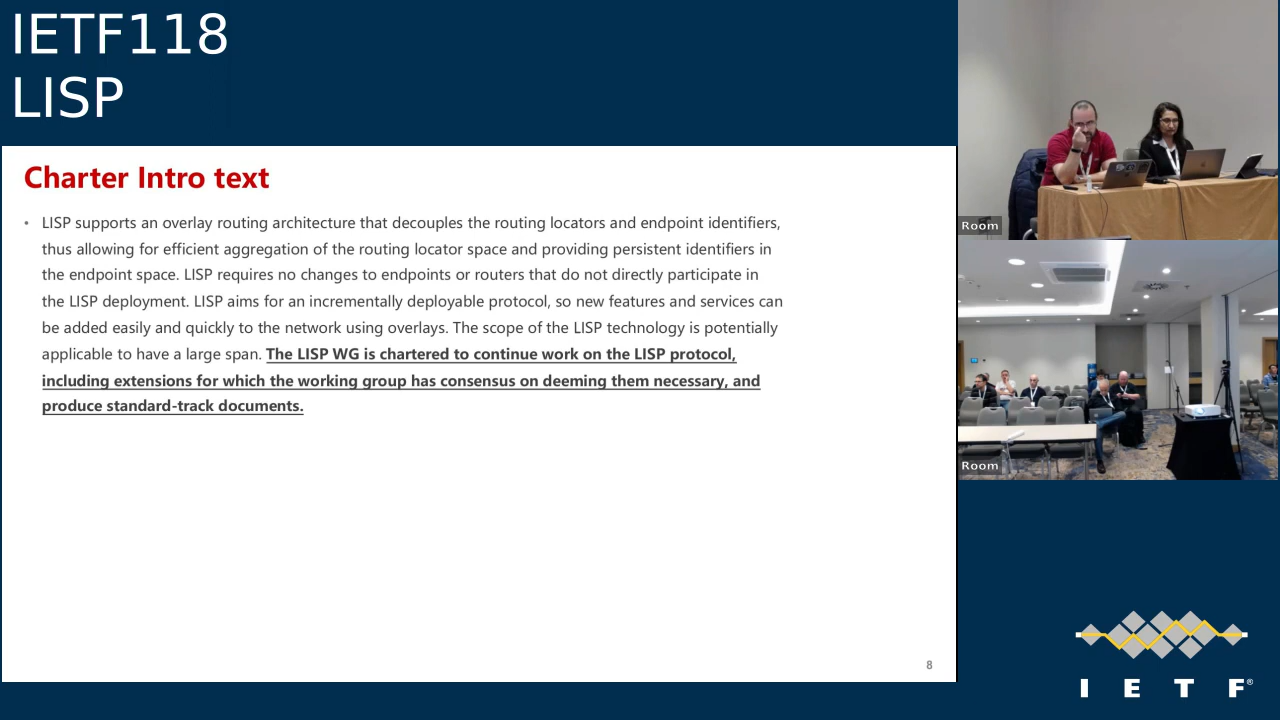 IETF118
LISP
Charter Intro text
• LISP supports an overlay routing architecture that decouples the routing locators and endpoint identifiers,
thus allowing for efficient aggregation of the routing locator space and providing persistent identifiers in
the endpoint space. LISP requires no changes to endpoints or routers that do not directly participate in
the LISP deployment. LISP aims for an incrementally deployable protocol, so new features and services can
be added easily and quickly to the network using overlays. The scope of the LISP technology is potentially
applicable to have a large span. The LISP WG is chartered to continue work on the LISP protocol,
including extensions for which the working group has consensus on deeming them necessary, and
produce standard-track documents.
8
Room
Room
I E T F®